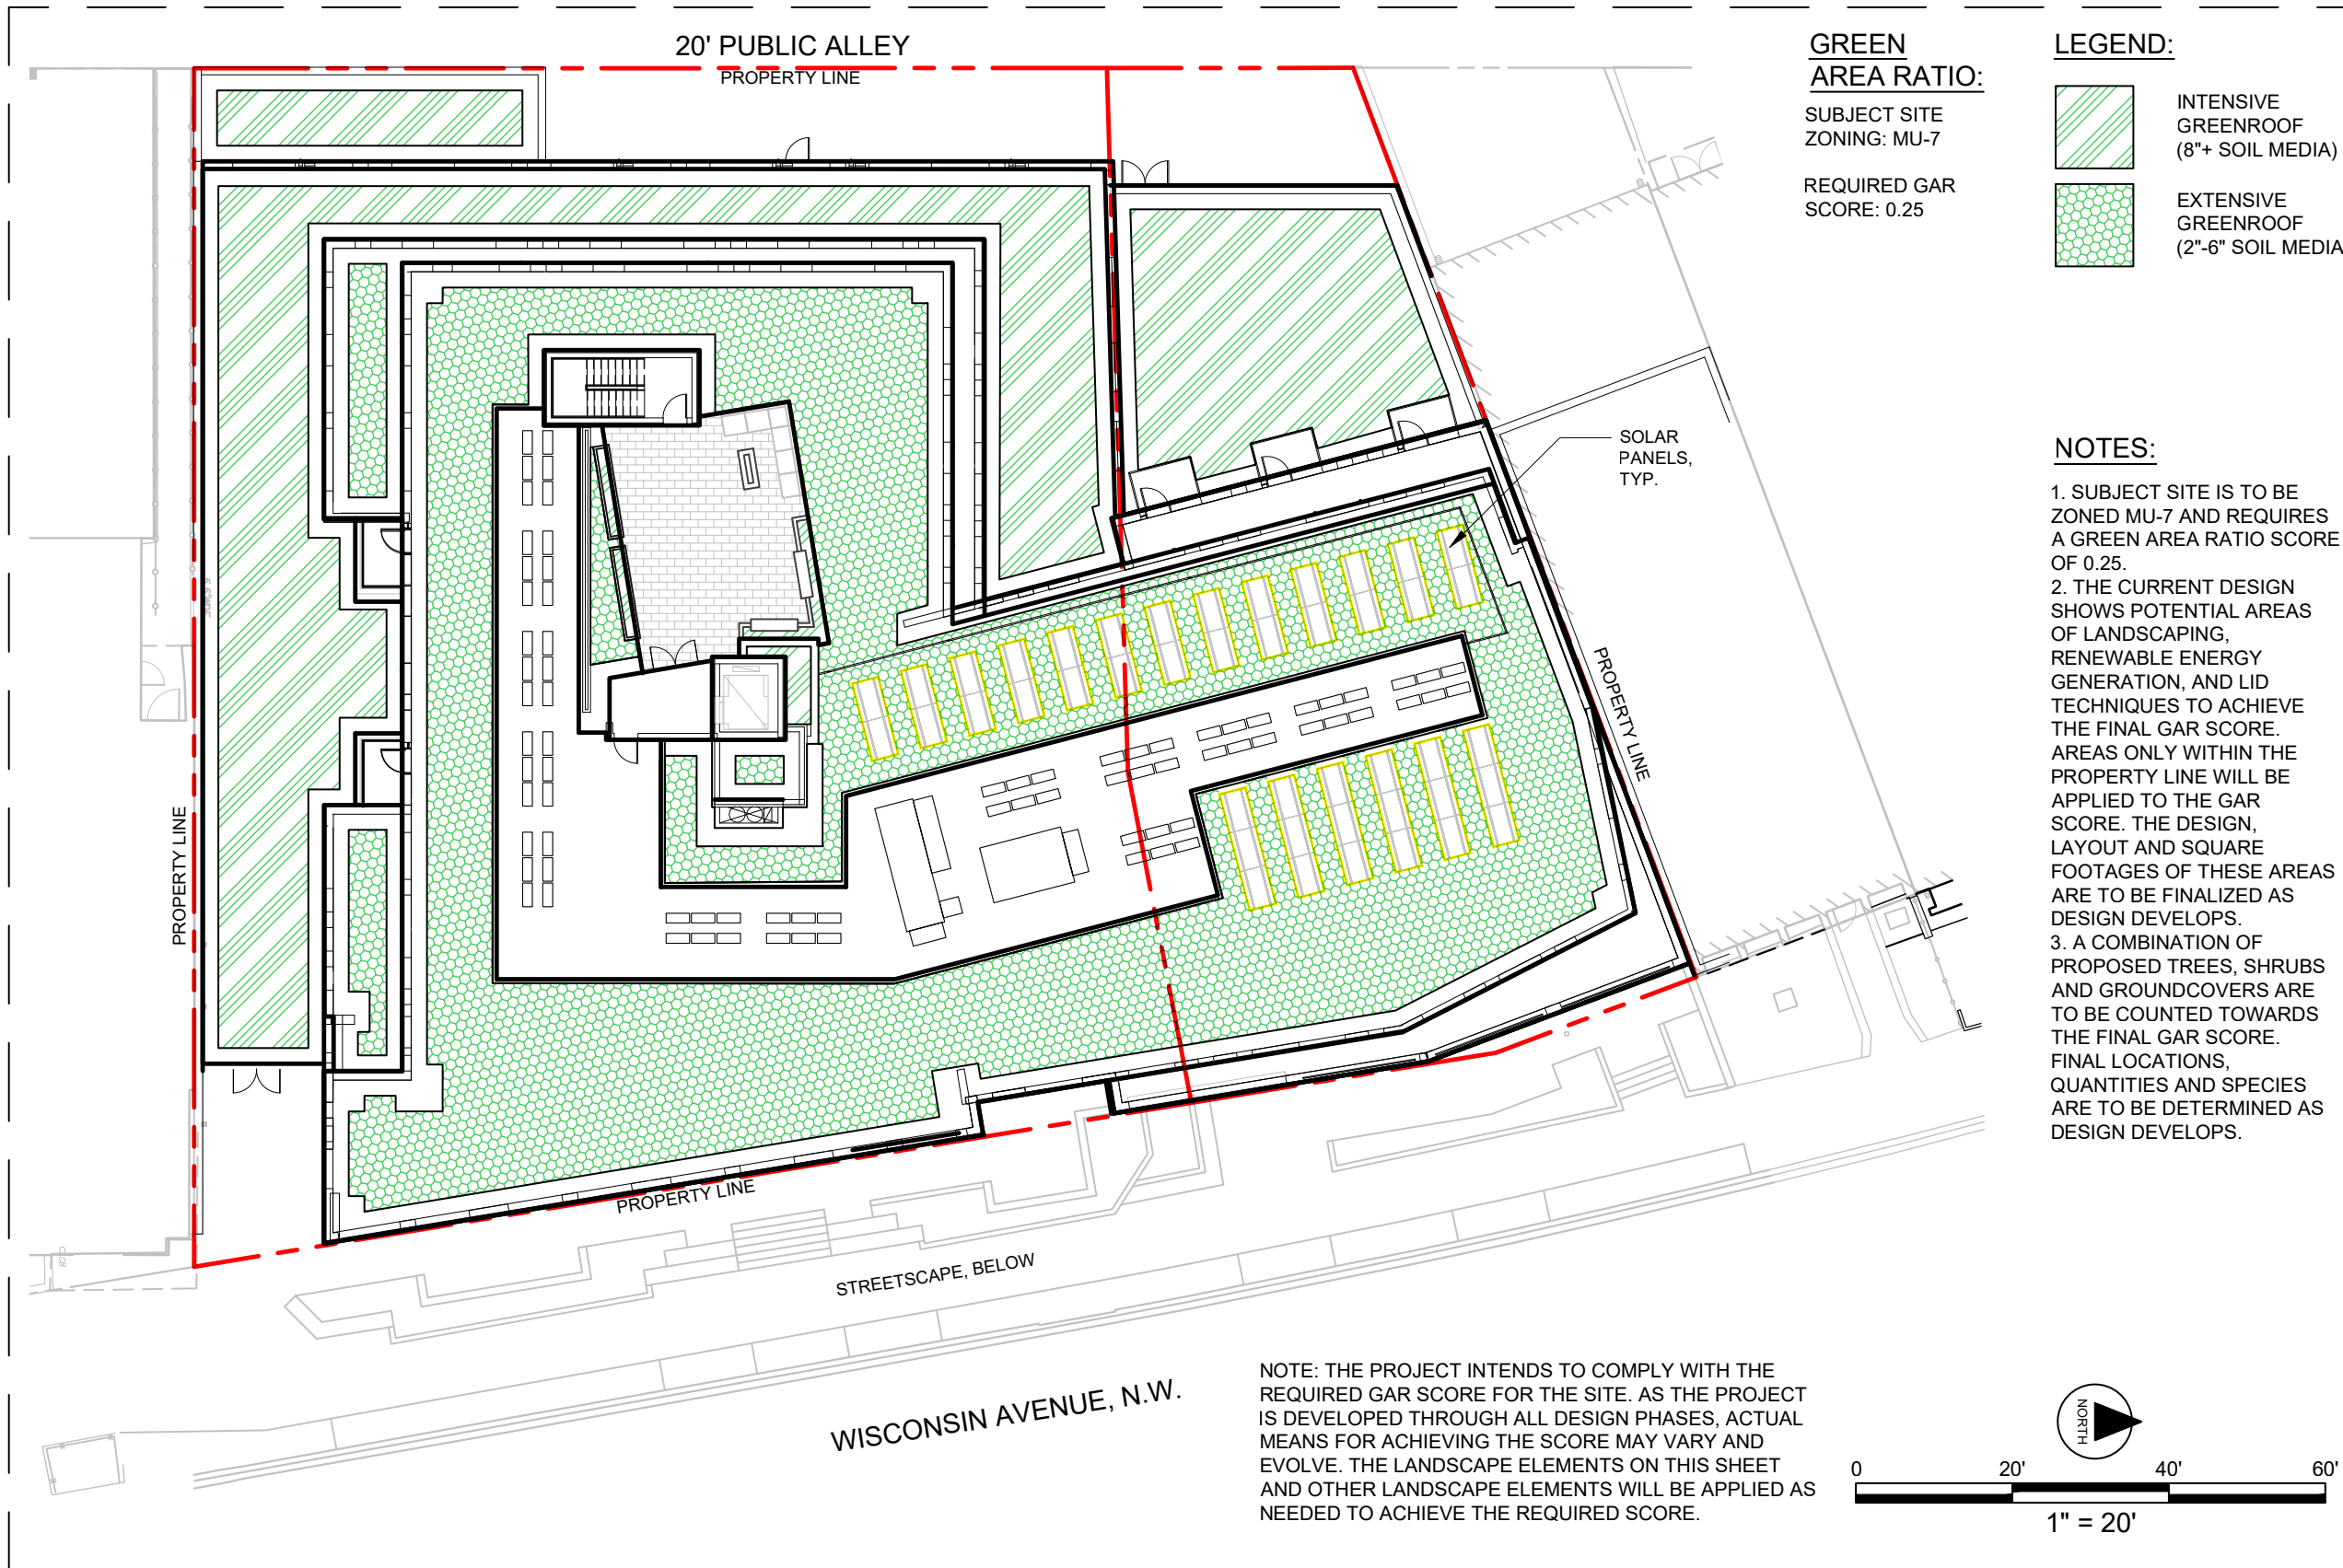 20' PUBLIC ALLEY
PROPERTY LINE
GREEN
AREA RATIO:
SUBJECT SITE
ZONING: MU-7
REQUIRED GAR
SCORE: 0.25
LEGEND:
INTENSIVE
GREENROOF
(8"+ SOIL MEDIA)
EXTENSIVE
GREENROOF
(2"-6" SOIL MEDIA
SOLAR
PANELS,
TYP.
NOTES:
1. SUBJECT SITE IS TO BE
ZONED MU-7 AND REQUIRES
A GREEN AREA RATIO SCORE
OF 0.25.
2. THE CURRENT DESIGN
SHOWS POTENTIAL AREAS
OF LANDSCAPING,
RENEWABLE ENERGY
GENERATION, AND LID
TECHNIQUES TO ACHIEVE
THE FINAL GAR SCORE.
AREAS ONLY WITHIN THE
PROPERTY LINE WILL BE
APPLIED TO THE GAR
SCORE. THE DESIGN,
LAYOUT AND SQUARE
FOOTAGES OF THESE AREAS
ARE TO BE FINALIZED AS
DESIGN DEVELOPS.
3. A COMBINATION OF
PROPOSED TREES, SHRUBS
AND GROUNDCOVERS ARE
TO BE COUNTED TOWARDS
THE FINAL GAR SCORE.
FINAL LOCATIONS,
QUANTITIES AND SPECIES
ARE TO BE DETERMINED AS
DESIGN DEVELOPS.
PROPERTY LINE
PROPERTY LINE
PROPERTY LINE
STREETSCAPE, BELOW
WISCONSIN AVENUE, N.W.
NOTE: THE PROJECT INTENDS TO COMPLY WITH THE
REQUIRED GAR SCORE FOR THE SITE. AS THE PROJECT
IS DEVELOPED THROUGH ALL DESIGN PHASES, ACTUAL
MEANS FOR ACHIEVING THE SCORE MAY VARY AND
EVOLVE. THE LANDSCAPE ELEMENTS ON THIS SHEET
AND OTHER LANDSCAPE ELEMENTS WILL BE APPLIED AS
NEEDED TO ACHIEVE THE REQUIRED SCORE.
NORTH
0 20' 40' 60'
1" = 20'